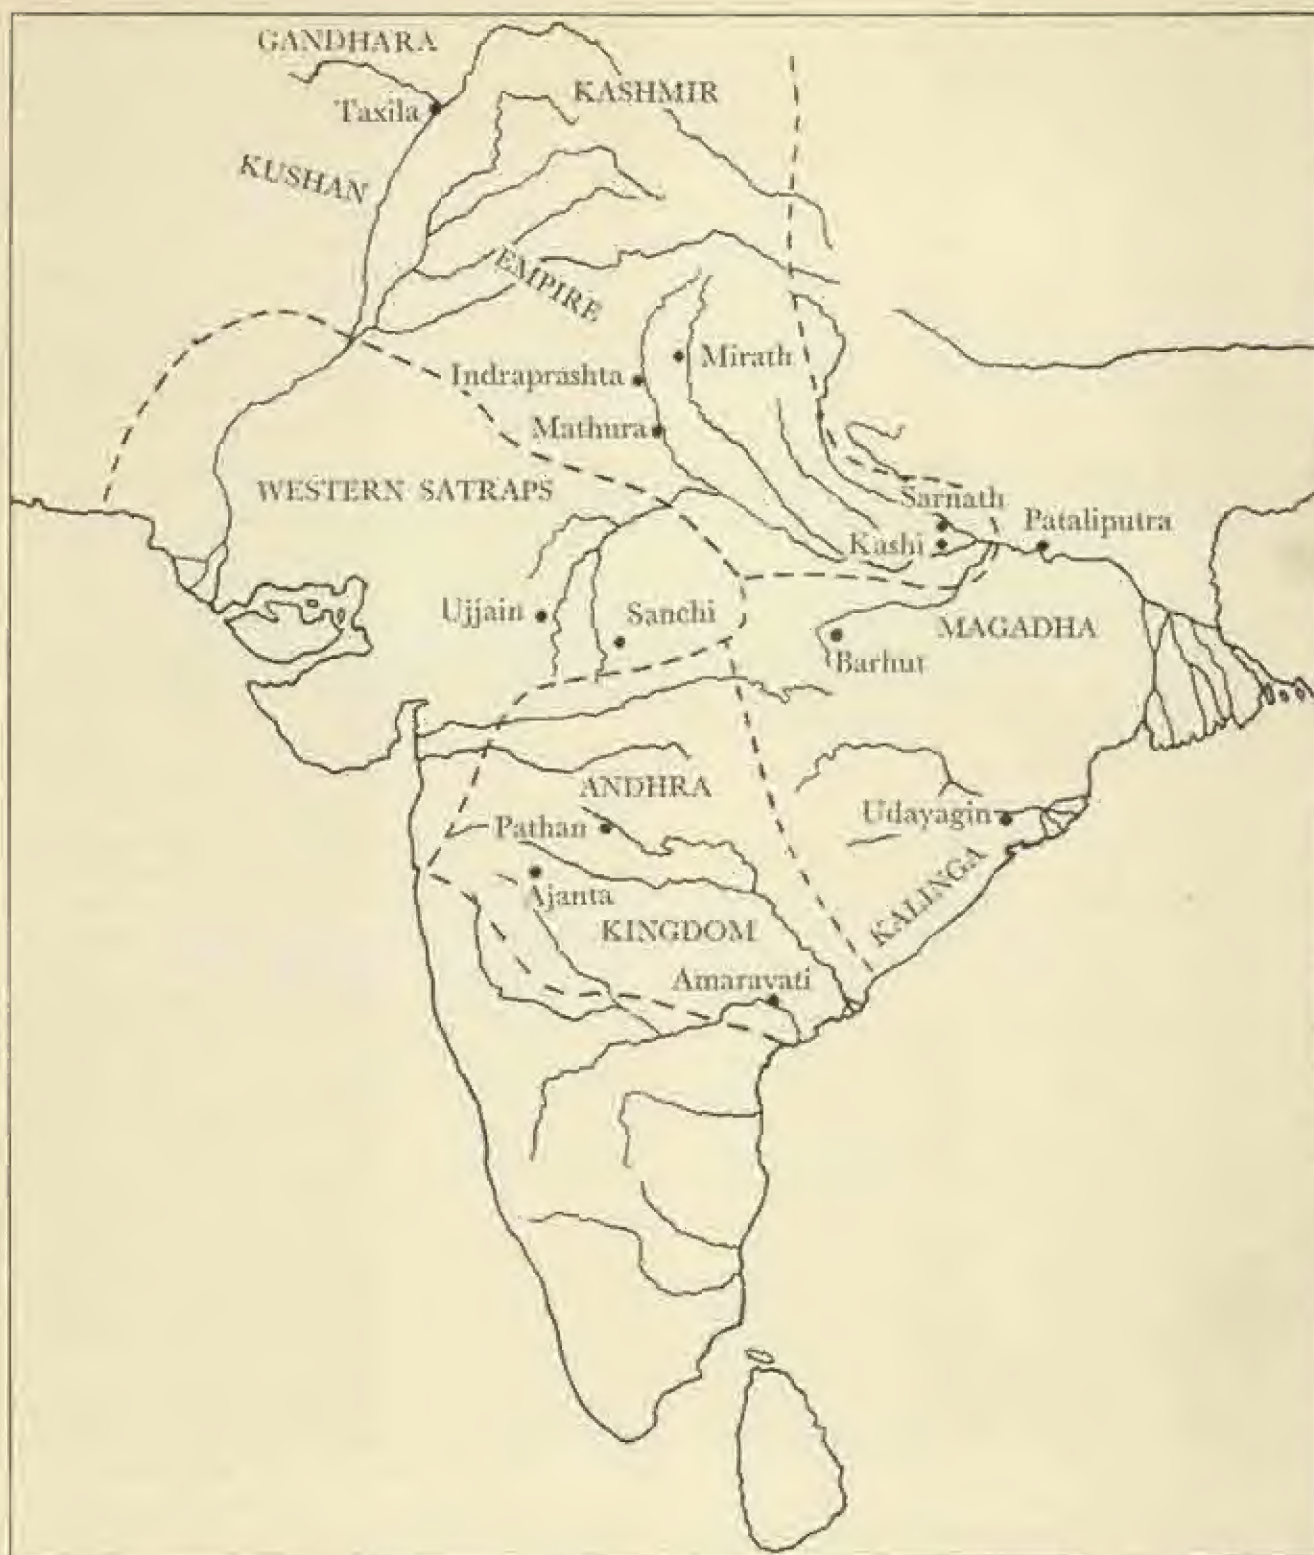 GANDHARA
KASHMIR
Taxila
KUSHAN
EMPIRE
Mirath
Indraprashta
Mathura
WESTERN SATRAPS
Sarnath
Pataliputra
Kashi
Ujjain
Sanchi
MAGADHA
Barhut
ANDHRA
Udayagin
Pathan
KALINGA
Ajanta
KINGDOM
Amaravati